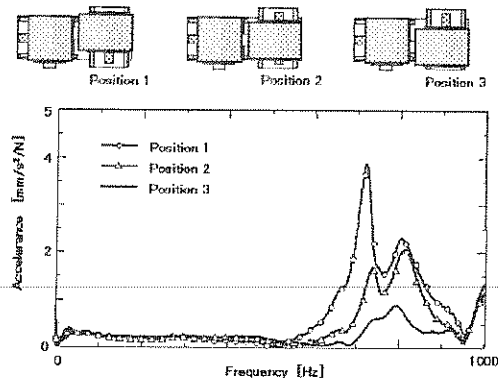 Position 1
Position 2
Position 3
Accelerance [mm/s²/N]
5
4
2
0
Position 1
Position 2
Position 3
0
1000
Frequency [Hz]